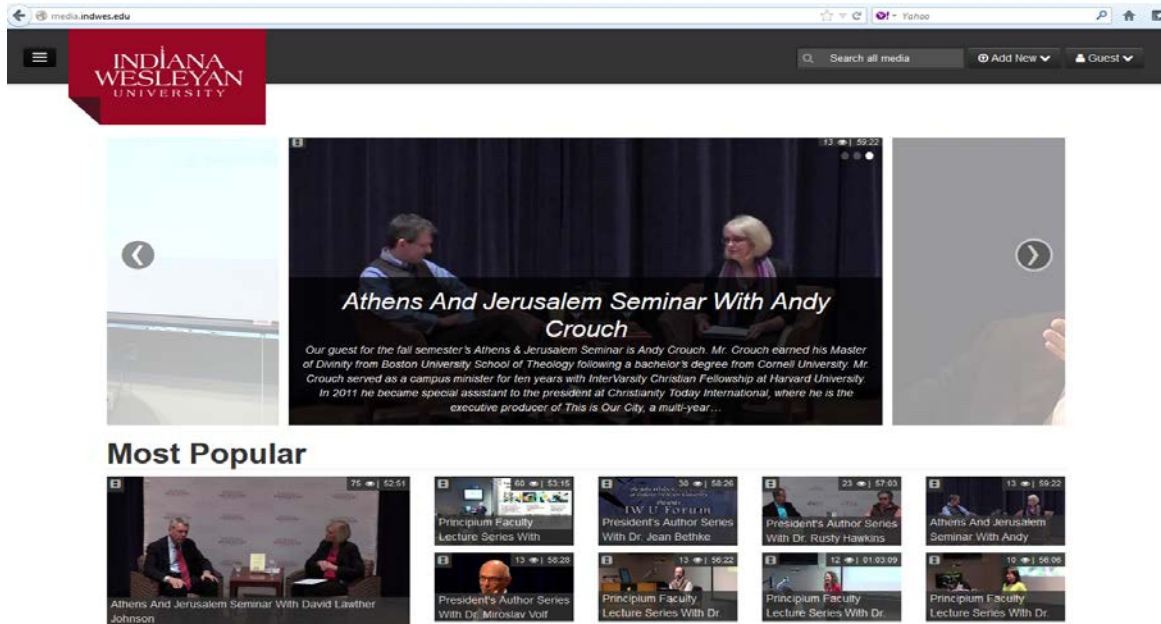 media.indwes.edu
Yahoo
INDIANA
WESLEYAN
UNIVERSITY
Search all media
Add New
Guest
13 | 59:22
Athens And Jerusalem Seminar With Andy
Crouch
Our guest for the fall semester's Athens & Jerusalem Seminar is Andy Crouch. Mr. Crouch earned his Master
of Divinity from Boston University School of Theology following a bachelor's degree from Cornell University. Mr.
Crouch served as a campus minister for ten years with InterVarsity Christian Fellowship at Harvard University.
In 2011 he became special assistant to the president at Christianity Today International, where he is the
executive producer of This is Our City, a multi-year…
Most Popular
75 | 52:51
Athens And Jerusalem Seminar With David Lawther
Johnson
60 | 53:15
Principium Faculty
Lecture Series With
38 | 58:26
IWU Forum
President's Author Series
With Dr. Jean Bethke
23 | 57:03
President's Author Series
With Dr. Rusty Hawkins
13 | 59:22
Athens And Jerusalem
Seminar With Andy
13 | 58:28
President's Author Series
With Dr. Miroslav Volf
13 | 56:22
Principium Faculty
Lecture Series With Dr.
12 | 01:03:09
Principium Faculty
Lecture Series With Dr.
10 | 56:06
Principium Faculty
Lecture Series With Dr.